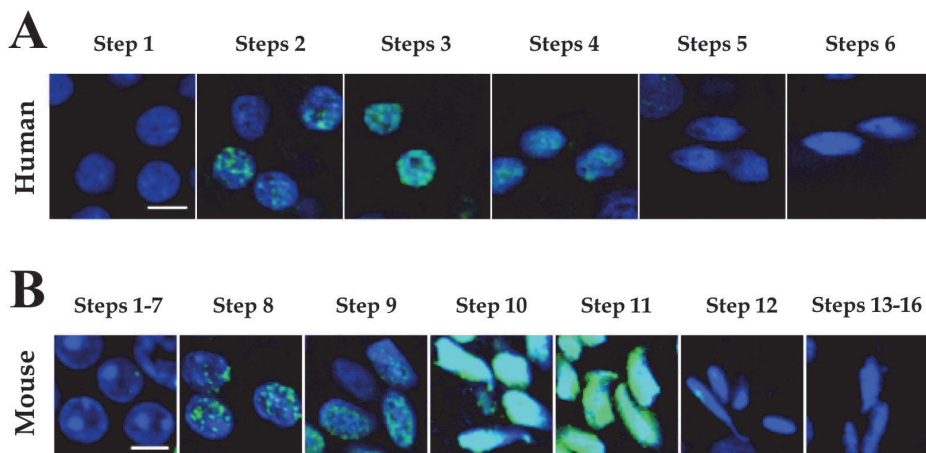 A
Step 1 Steps 2 Steps 3 Steps 4 Steps 5 Steps 6
Human
B
Steps 1-7 Step 8 Step 9 Step 10 Step 11 Step 12 Steps 13-16
Mouse